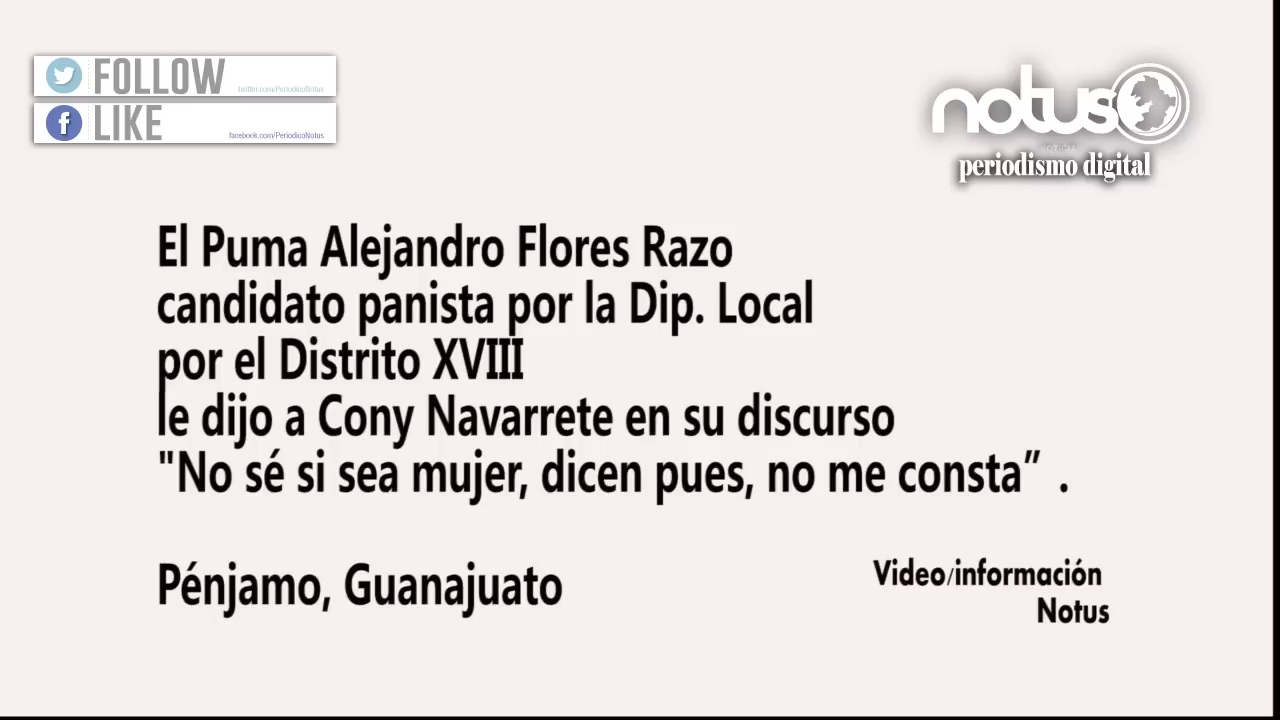 FOLLOW
twitter.com/PeriodicoNotus
LIKE
facebook.com/PeriodicoNotus
notus
NOTICIAS
periodismo digital
El Puma Alejandro Flores Razo
candidato panista por la Dip. Local
por el Distrito XVIII
le dijo a Cony Navarrete en su discurso
"No sé si sea mujer, dicen pues, no me consta” .
Pénjamo, Guanajuato
Video/información
Notus